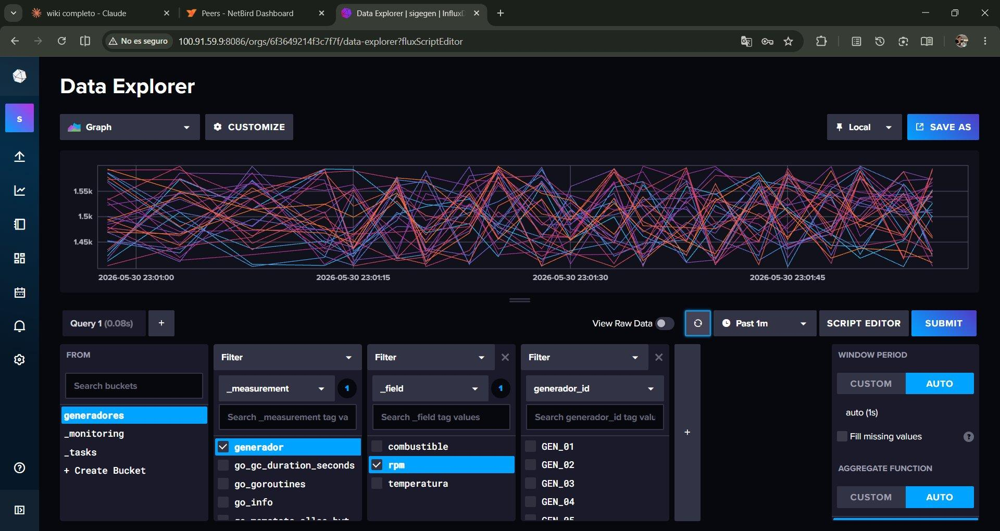 wiki completo - Claude
Peers - NetBird Dashboard
Data Explorer | sigegen | InfluxD
No es seguro
100.91.59.9:8086/orgs/6f3649214f3c7f7f/data-explorer?fluxScriptEditor
Data Explorer
s
Graph
CUSTOMIZE
Local
SAVE AS
1.55k
1.5k
1.45k
2026-05-30 23:01:00
2026-05-30 23:01:15
2026-05-30 23:01:30
2026-05-30 23:01:45
Query 1 (0.08s)
+
View Raw Data
Past 1m
SCRIPT EDITOR
SUBMIT
FROM
Search buckets
generadores
_monitoring
_tasks
+ Create Bucket
Filter
_measurement
1
Search _measurement tag va
generador
go_gc_duration_seconds
go_goroutines
go_info
Filter
_field
1
Search _field tag values
combustible
rpm
temperatura
Filter
generador_id
Search generador_id tag valu
GEN_01
GEN_02
GEN_03
GEN_04
GEN_05
+
WINDOW PERIOD
CUSTOM
AUTO
auto (1s)
Fill missing values
?
AGGREGATE FUNCTION
CUSTOM
AUTO